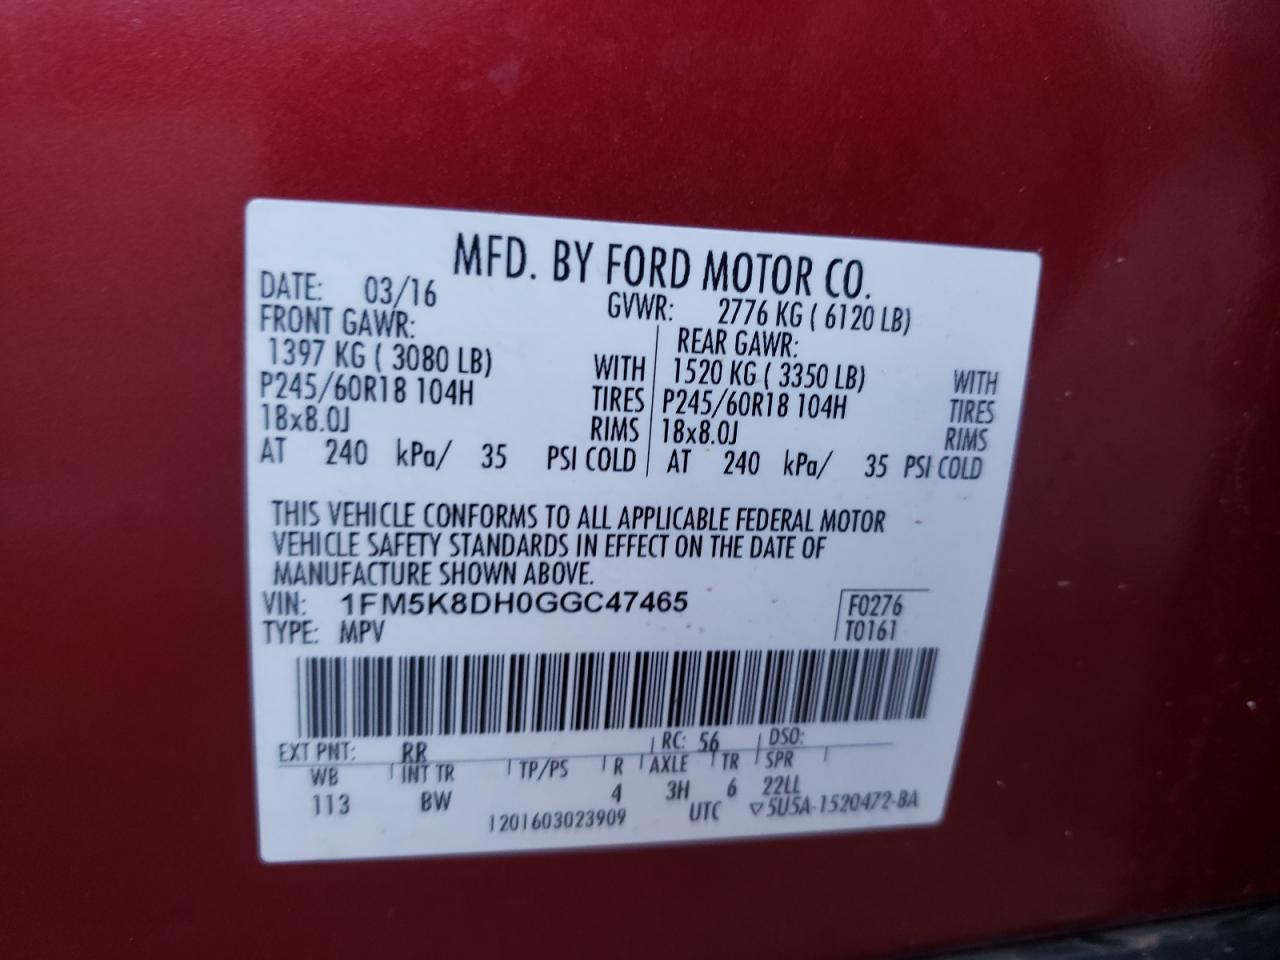 MFD. BY FORD MOTOR CO.
DATE: 03/16 GVWR: 2776 KG ( 6120 LB)
FRONT GAWR: REAR GAWR:
1397 KG ( 3080 LB) WITH 1520 KG ( 3350 LB) WITH
P245/60R18 104H TIRES P245/60R18 104H TIRES
18x8.0J RIMS 18x8.0J RIMS
AT 240 kPa/ 35 PSI COLD AT 240 kPa/ 35 PSI COLD
THIS VEHICLE CONFORMS TO ALL APPLICABLE FEDERAL MOTOR
VEHICLE SAFETY STANDARDS IN EFFECT ON THE DATE OF
MANUFACTURE SHOWN ABOVE.
VIN: 1FM5K8DH0GGC47465 F0276
TYPE: MPV T0161
EXT PNT: RR RC: 56 DSO:
WB INT TR TP/PS R AXLE TR SPR
113 BW 4 3H 6 22LL
1201603023909 UTC ▽5U5A-1520472-BA